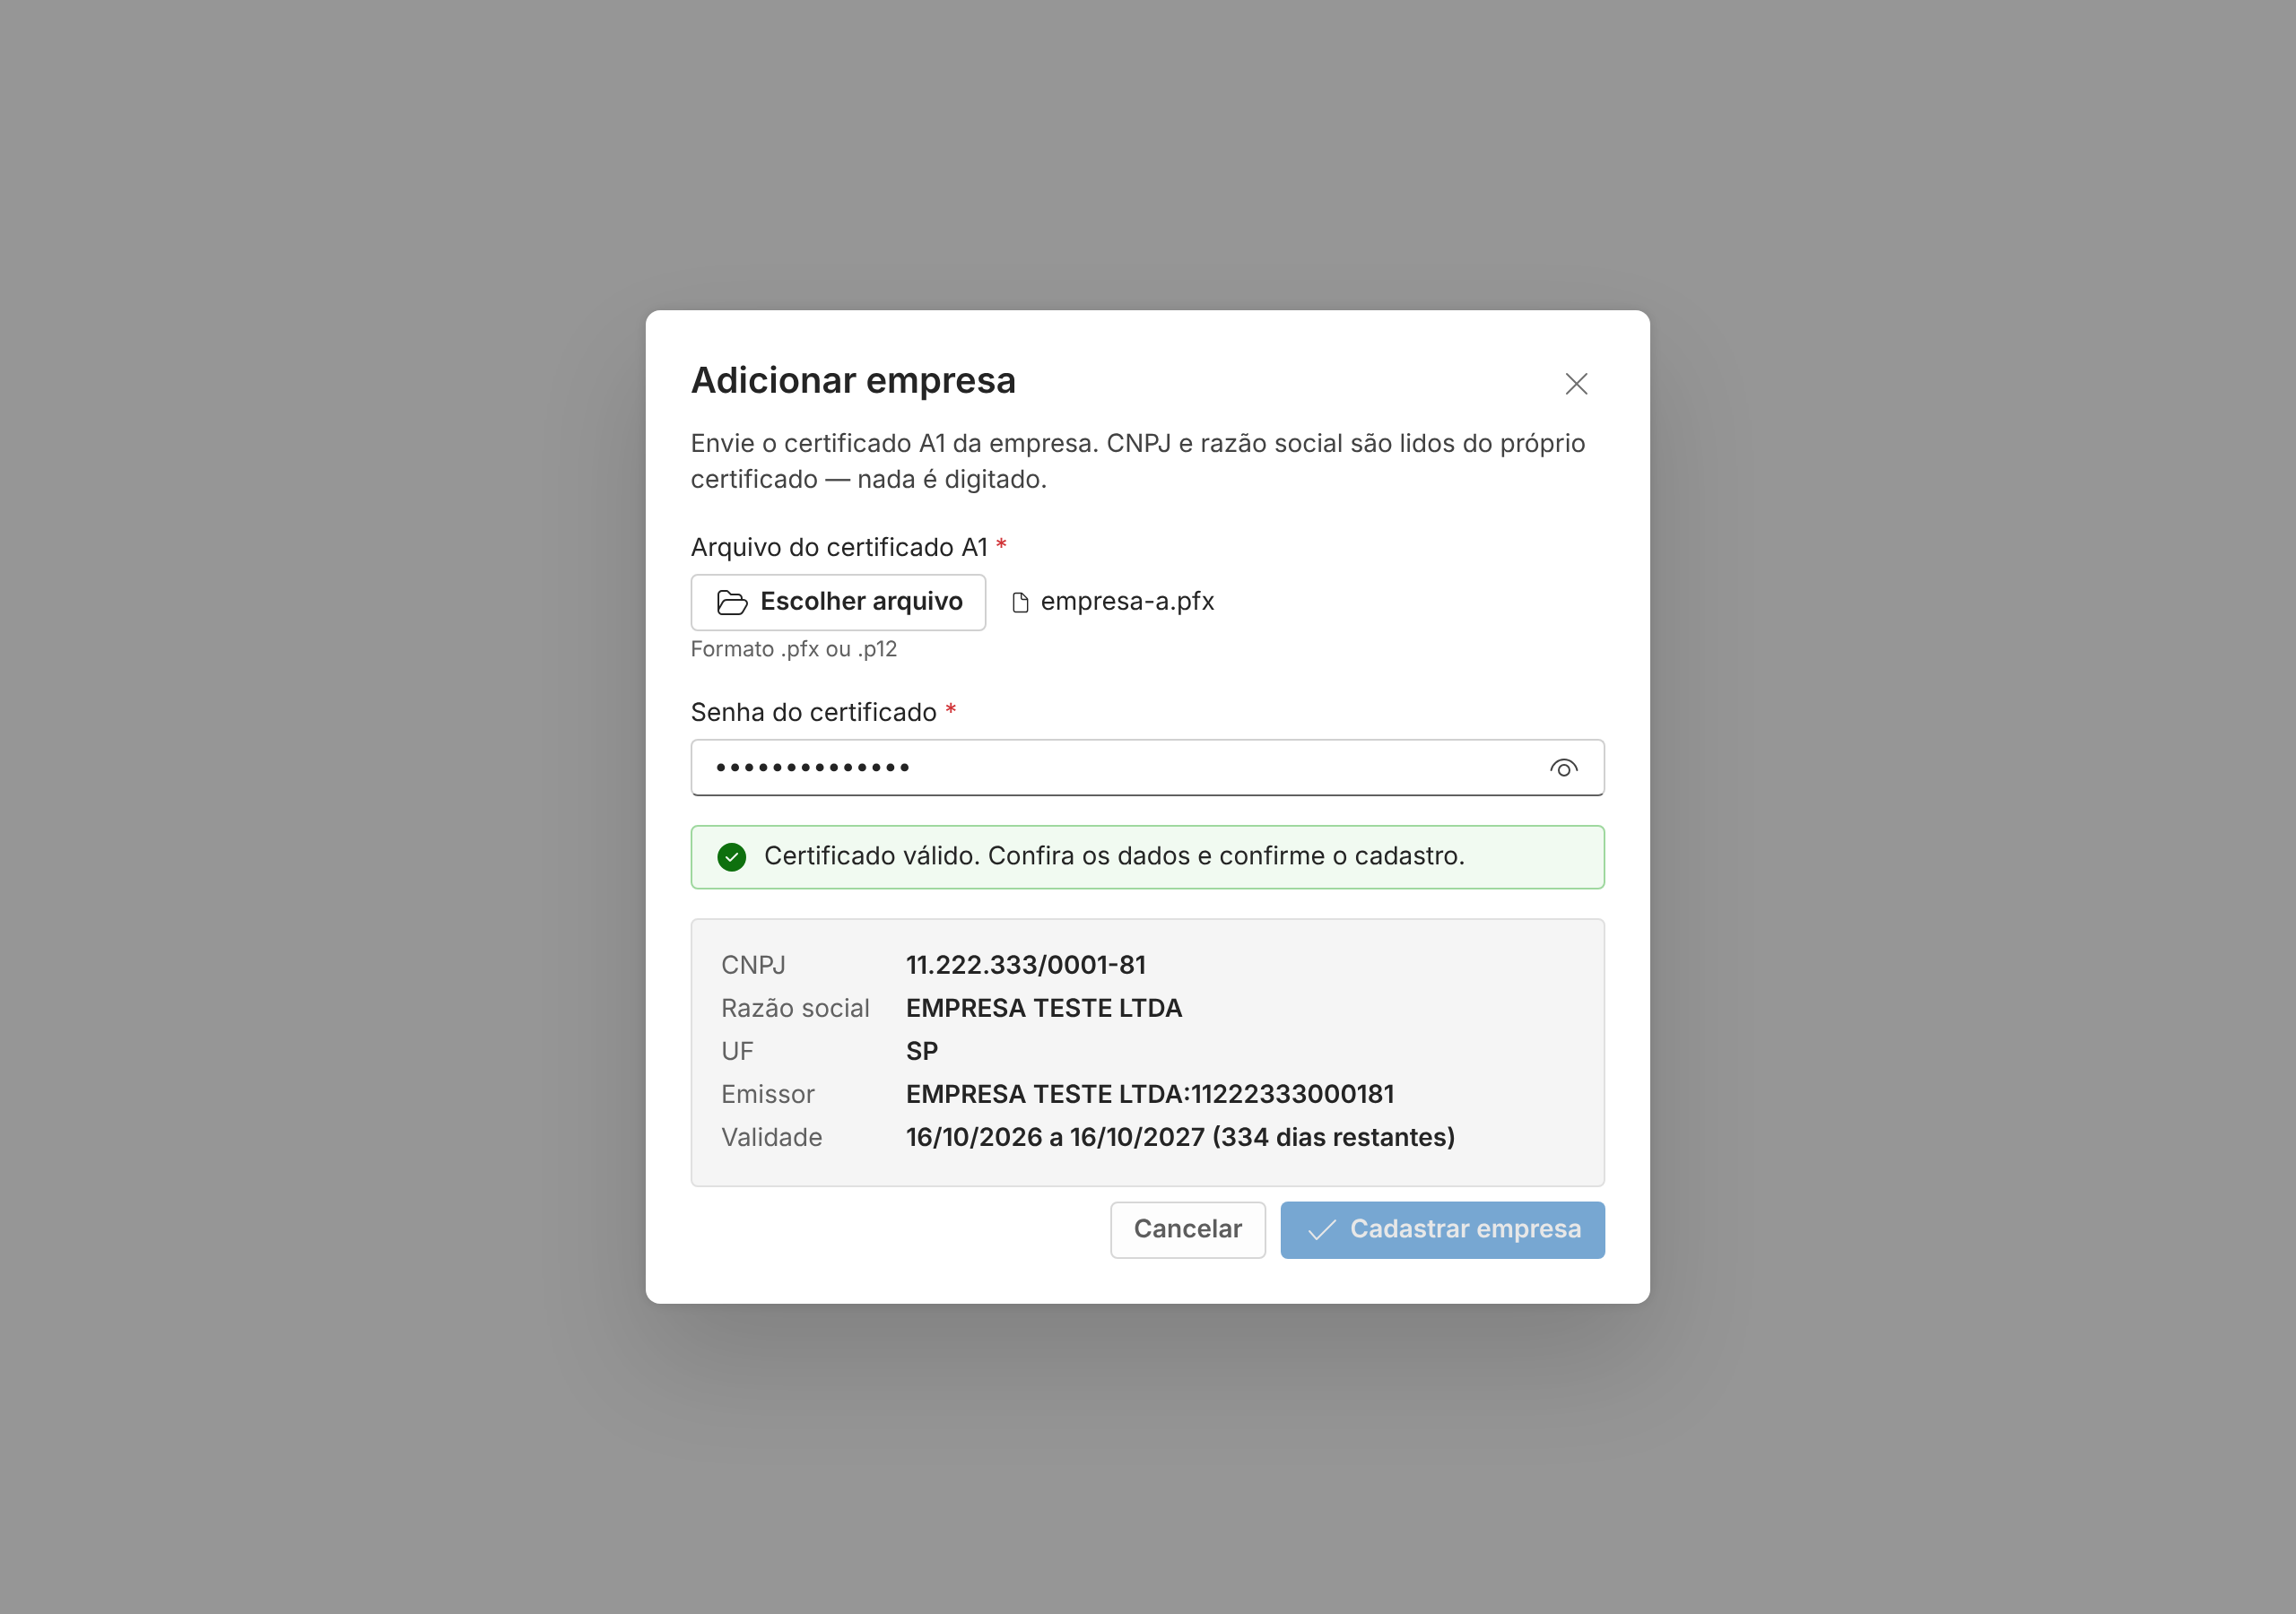 Adicionar empresa
Envie o certificado A1 da empresa. CNPJ e razão social são lidos do próprio
certificado — nada é digitado.
Arquivo do certificado A1 *
Escolher arquivo empresa-a.pfx
Formato .pfx ou .p12
Senha do certificado *
••••••••••••••
Certificado válido. Confira os dados e confirme o cadastro.
CNPJ 11.222.333/0001-81
Razão social EMPRESA TESTE LTDA
UF SP
Emissor EMPRESA TESTE LTDA:11222333000181
Validade 16/10/2026 a 16/10/2027 (334 dias restantes)
Cancelar Cadastrar empresa